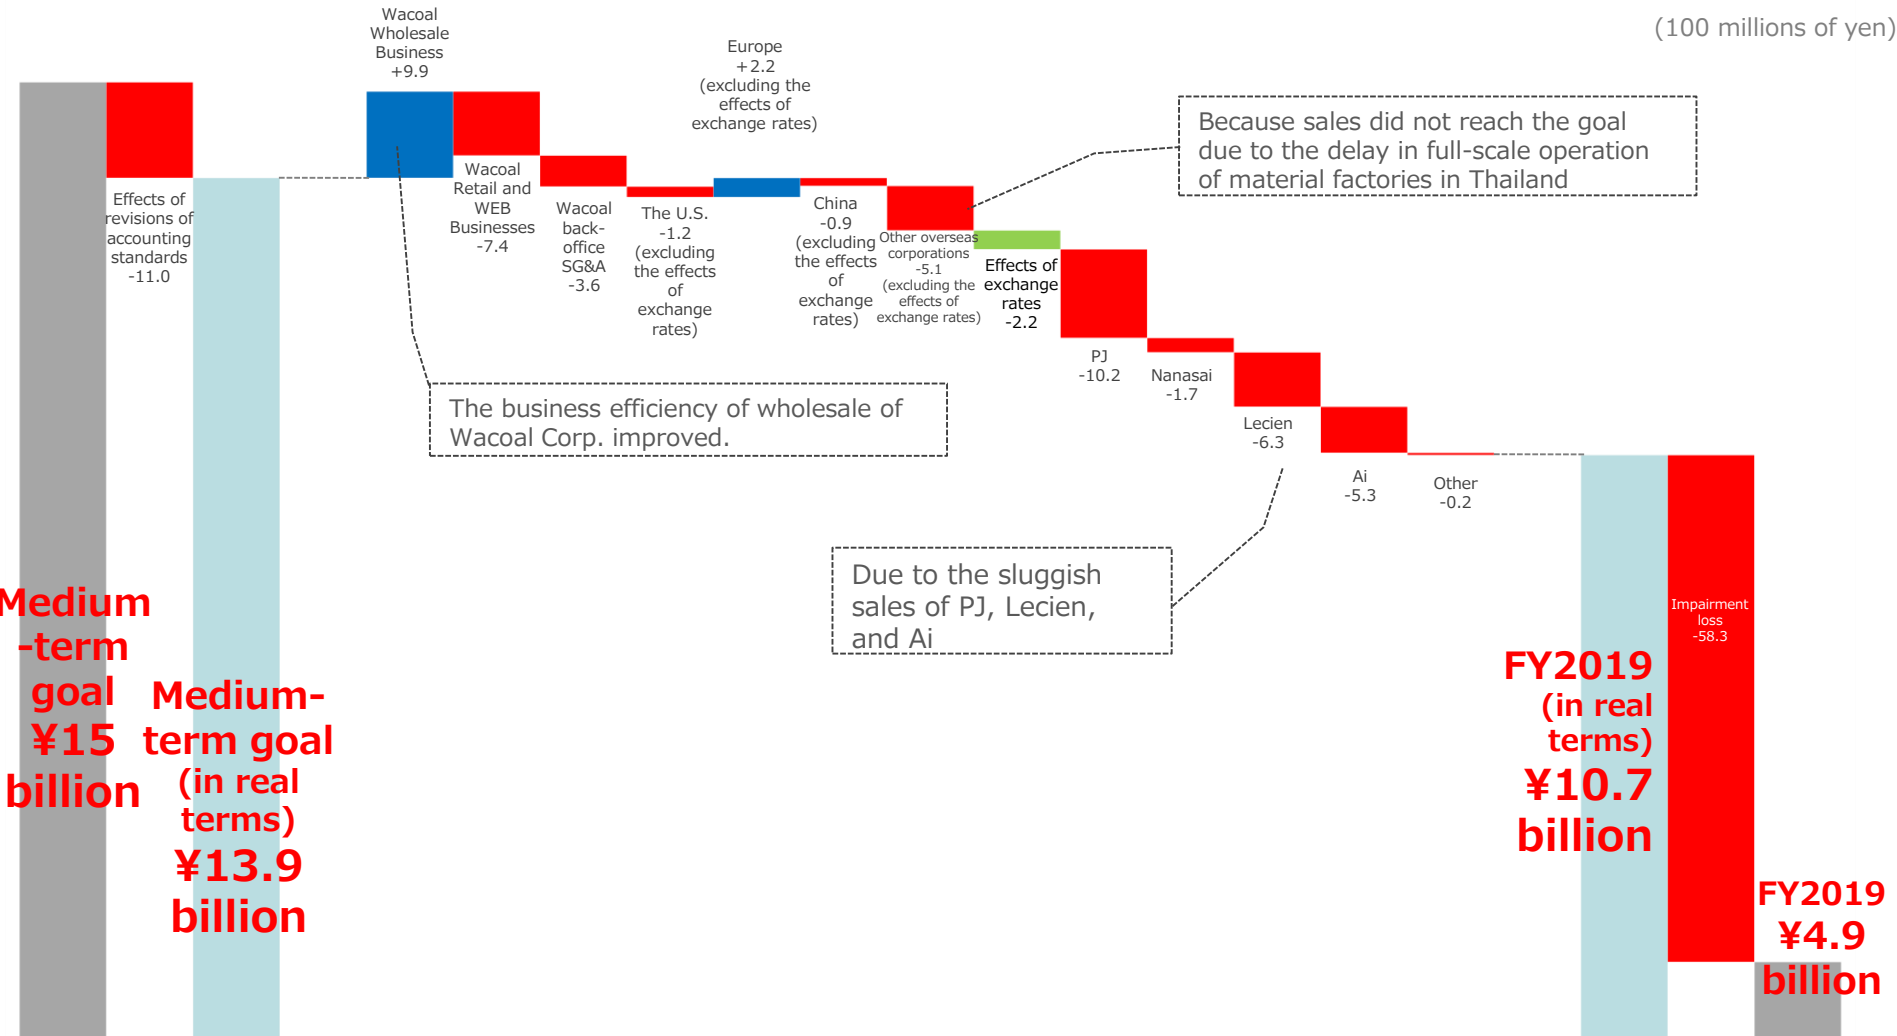 (100 millions of yen)
Wacoal
Wholesale
Business
+9.9
Europe
+2.2
(excluding the
effects of
exchange rates)
Because sales did not reach the goal
due to the delay in full-scale operation
of material factories in Thailand
Effects of
revisions of
accounting
standards
-11.0
Wacoal
Retail and
WEB
Businesses
-7.4
Wacoal
back-
office
SG&A
-3.6
The U.S.
-1.2
(excluding
the effects
of
exchange
rates)
China
-0.9
(excluding
the effects
of
exchange
rates)
Other overseas
corporations
-5.1
(excluding the
effects of
exchange rates)
Effects of
exchange
rates
-2.2
PJ
-10.2
Nanasai
-1.7
Lecien
-6.3
Ai
-5.3
Other
-0.2
The business efficiency of wholesale of
Wacoal Corp. improved.
Due to the sluggish
sales of PJ, Lecien,
and Ai
Medium
-term
goal
¥15
billion
Medium-
term goal
(in real
terms)
¥13.9
billion
FY2019
(in real
terms)
¥10.7
billion
Impairment
loss
-58.3
FY2019
¥4.9
billion